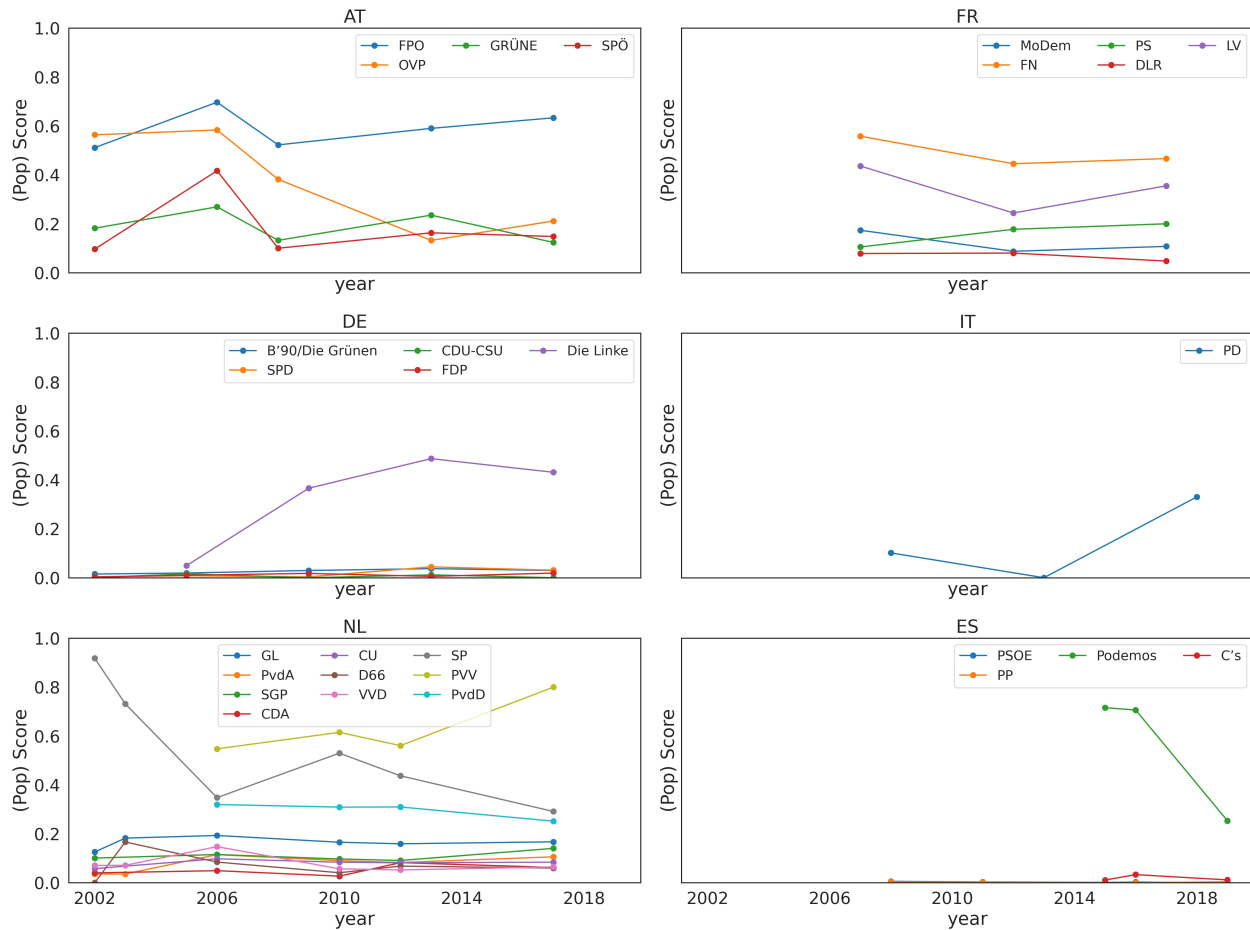 AT
FR
1.0
0.8
0.6
0.4
0.2
0.0
(Pop) Score
FPO GRÜNE SPÖ
OVP
year
(Pop) Score
MoDem PS LV
FN DLR
year
DE
IT
1.0
0.8
0.6
0.4
0.2
0.0
(Pop) Score
B'90/Die Grünen CDU-CSU Die Linke
SPD FDP
year
(Pop) Score
PD
year
NL
ES
1.0
0.8
0.6
0.4
0.2
0.0
(Pop) Score
GL CU SP
PvdA D66 PVV
SGP VVD PvdD
CDA
2002 2006 2010 2014 2018
year
(Pop) Score
PSOE Podemos C's
PP
2002 2006 2010 2014 2018
year